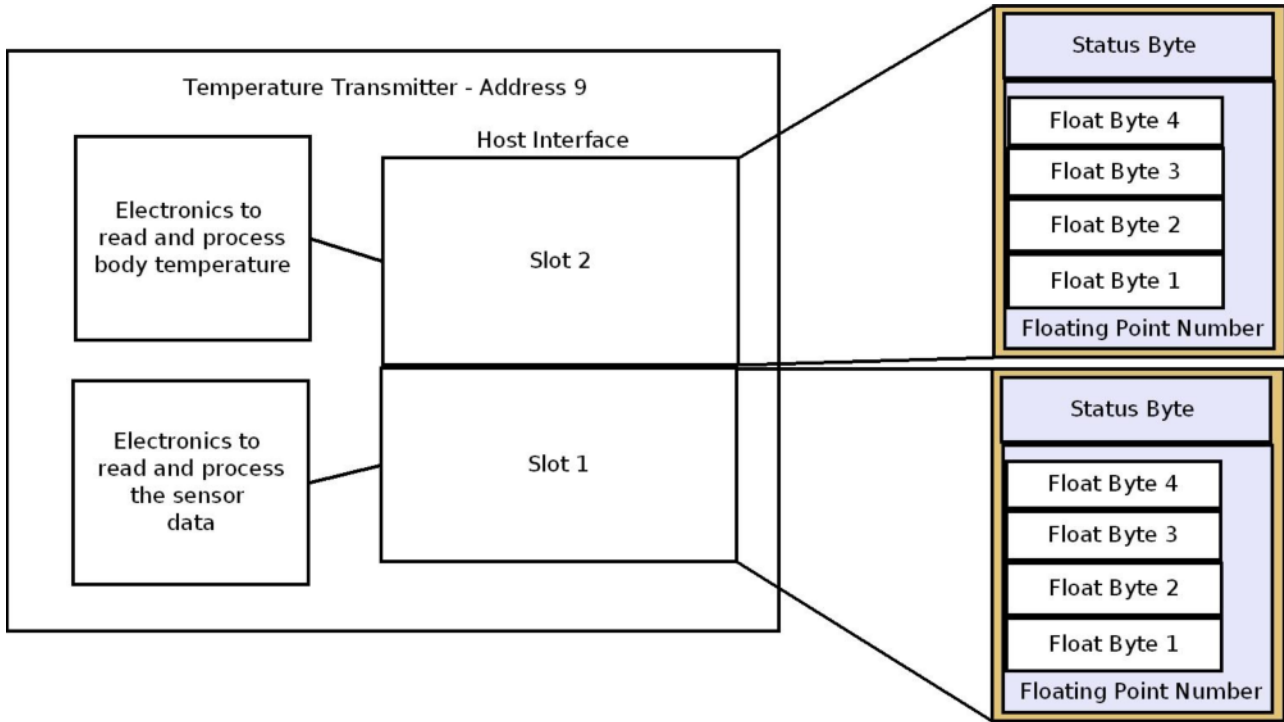 Temperature Transmitter - Address 9
Host Interface
Electronics to
read and process
body temperature
Slot 2
Electronics to
read and process
the sensor
data
Slot 1
Status Byte
Float Byte 4
Float Byte 3
Float Byte 2
Float Byte 1
Floating Point Number
Status Byte
Float Byte 4
Float Byte 3
Float Byte 2
Float Byte 1
Floating Point Number